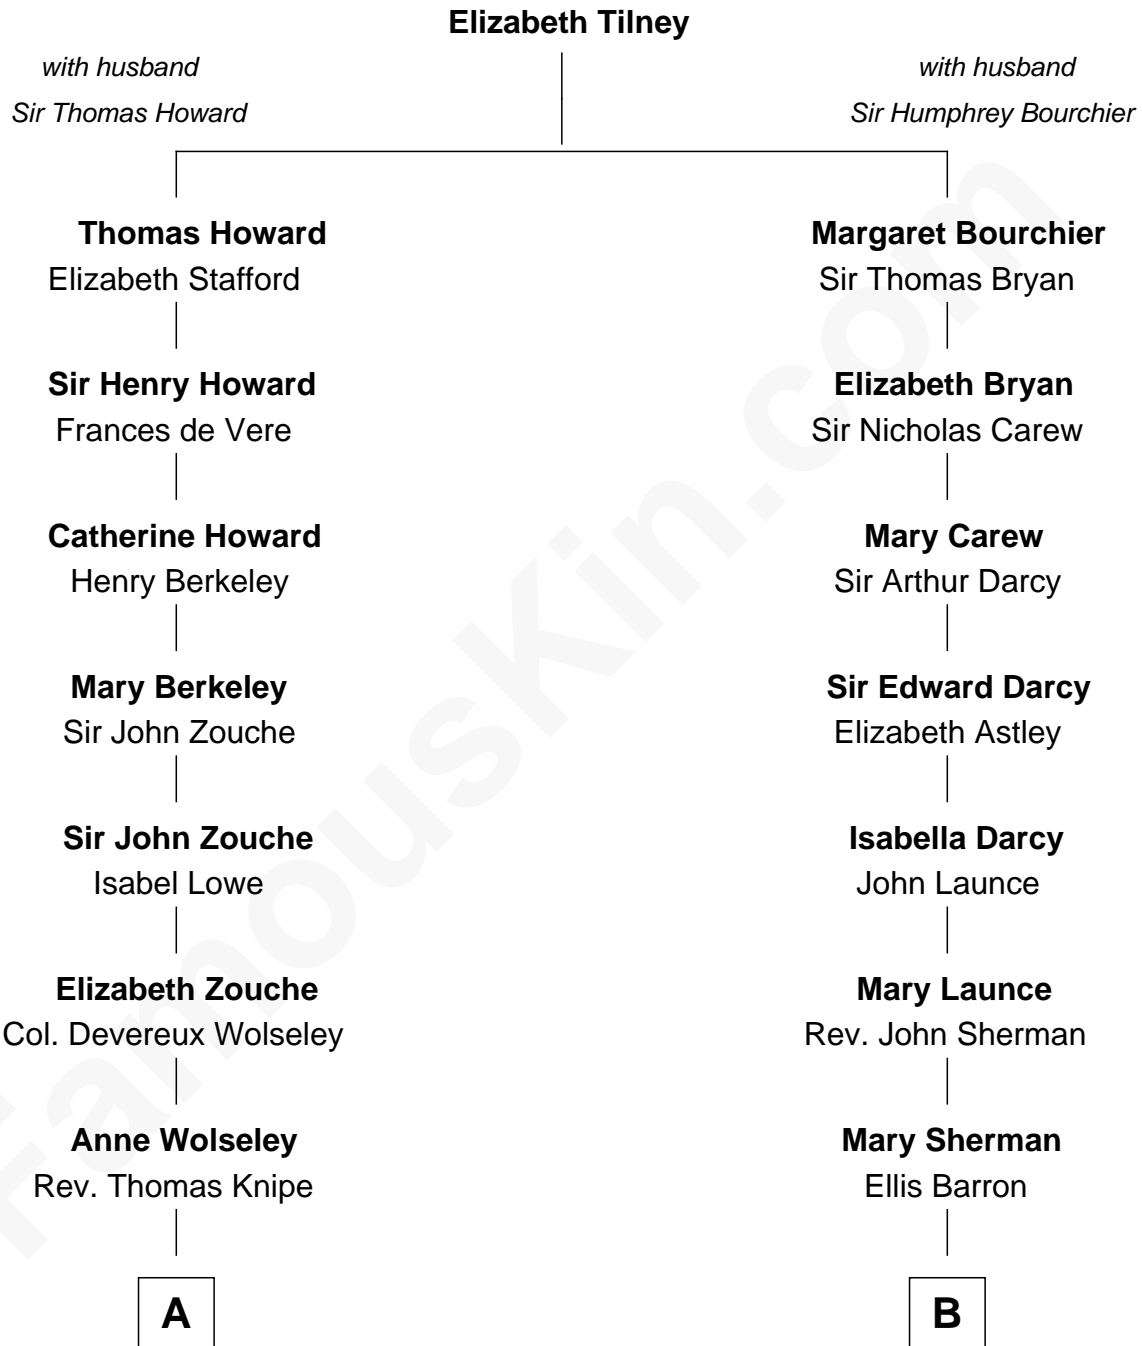 Elizabeth Tilney
with husband
Sir Thomas Howard
with husband
Sir Humphrey Bourchier
Thomas Howard
Elizabeth Stafford
Margaret Bourchier
Sir Thomas Bryan
Sir Henry Howard
Frances de Vere
Elizabeth Bryan
Sir Nicholas Carew
Catherine Howard
Henry Berkeley
Mary Carew
Sir Arthur Darcy
Mary Berkeley
Sir John Zouche
Sir Edward Darcy
Elizabeth Astley
Sir John Zouche
Isabel Lowe
Isabella Darcy
John Launce
Elizabeth Zouche
Col. Devereux Wolseley
Mary Launce
Rev. John Sherman
Anne Wolseley
Rev. Thomas Knipe
Mary Sherman
Ellis Barron
A
B
FamousKin.com